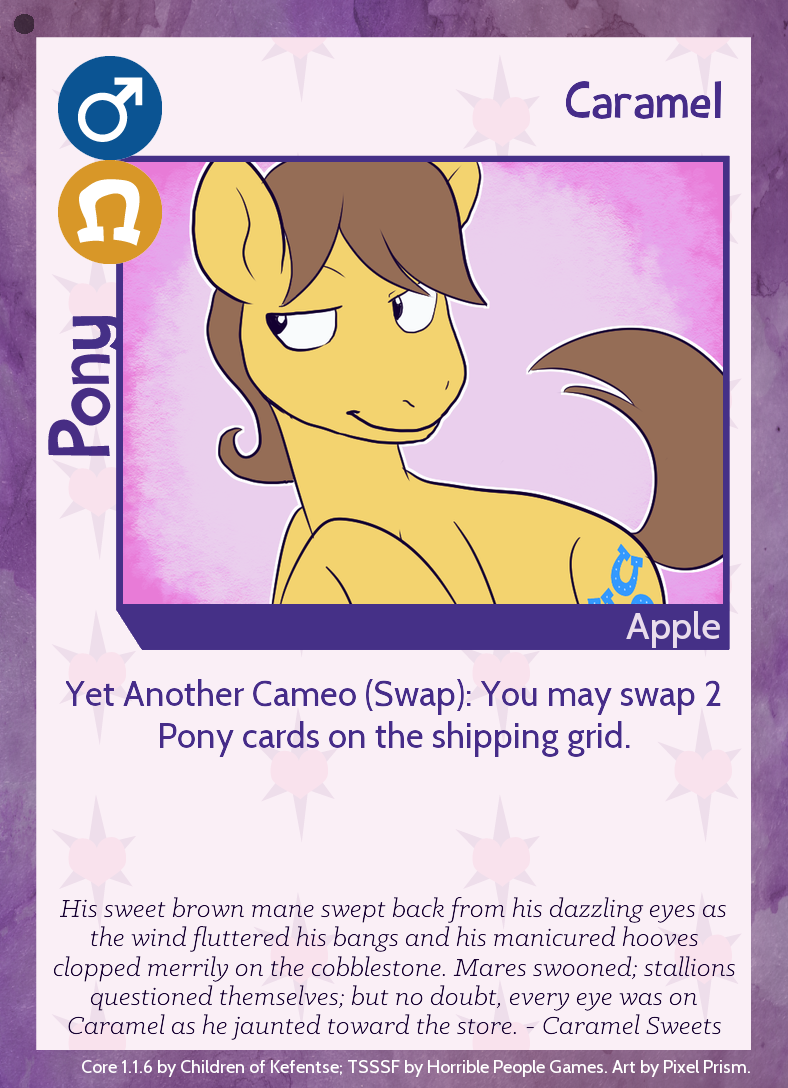 Caramel
Pony
Apple
Yet Another Cameo (Swap): You may swap 2
Pony cards on the shipping grid.
His sweet brown mane swept back from his dazzling eyes as
the wind fluttered his bangs and his manicured hooves
clopped merrily on the cobblestone. Mares swooned; stallions
questioned themselves; but no doubt, every eye was on
Caramel as he jaunted toward the store. - Caramel Sweets
Core 1.1.6 by Children of Kefentse; TSSSF by Horrible People Games. Art by Pixel Prism.